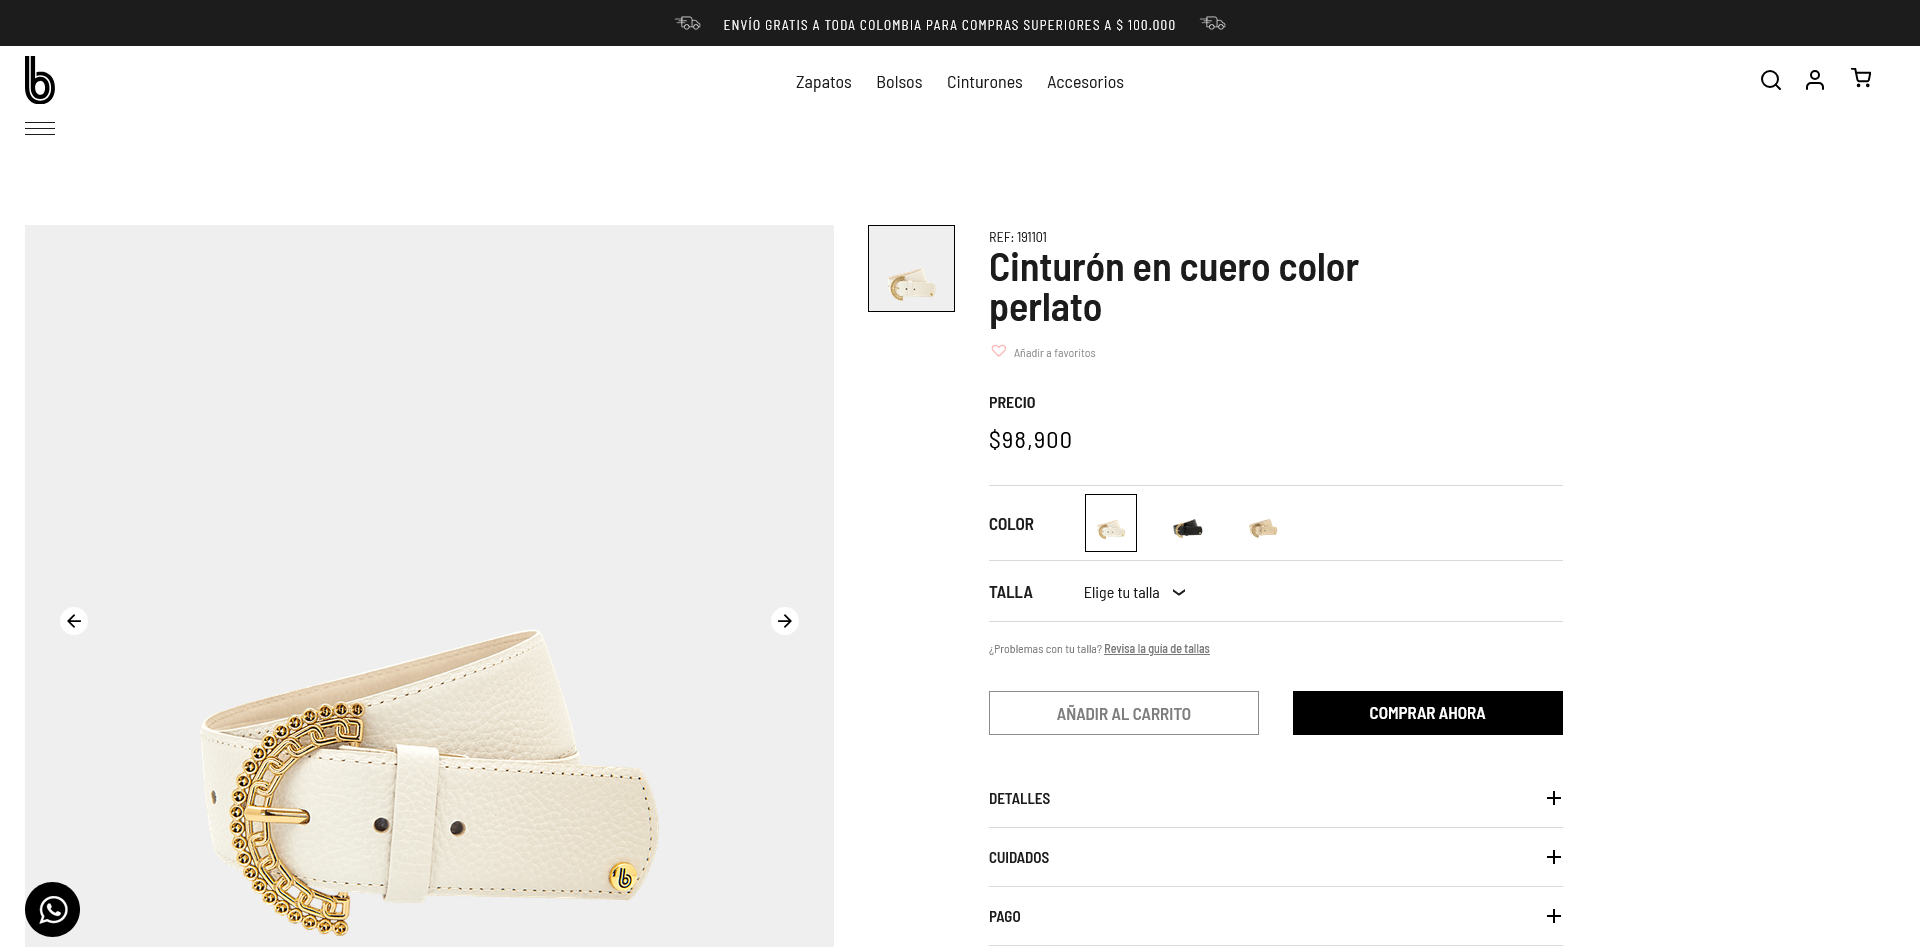 ENVÍO GRATIS A TODA COLOMBIA PARA COMPRAS SUPERIORES A $ 100.000
b
Zapatos Bolsos Cinturones Accesorios
REF: 191101
Cinturón en cuero color
perlato
Añadir a favoritos
PRECIO
$98,900
COLOR
TALLA Elige tu talla
¿Problemas con tu talla? Revisa la guía de tallas
AÑADIR AL CARRITO COMPRAR AHORA
DETALLES
CUIDADOS
PAGO
b